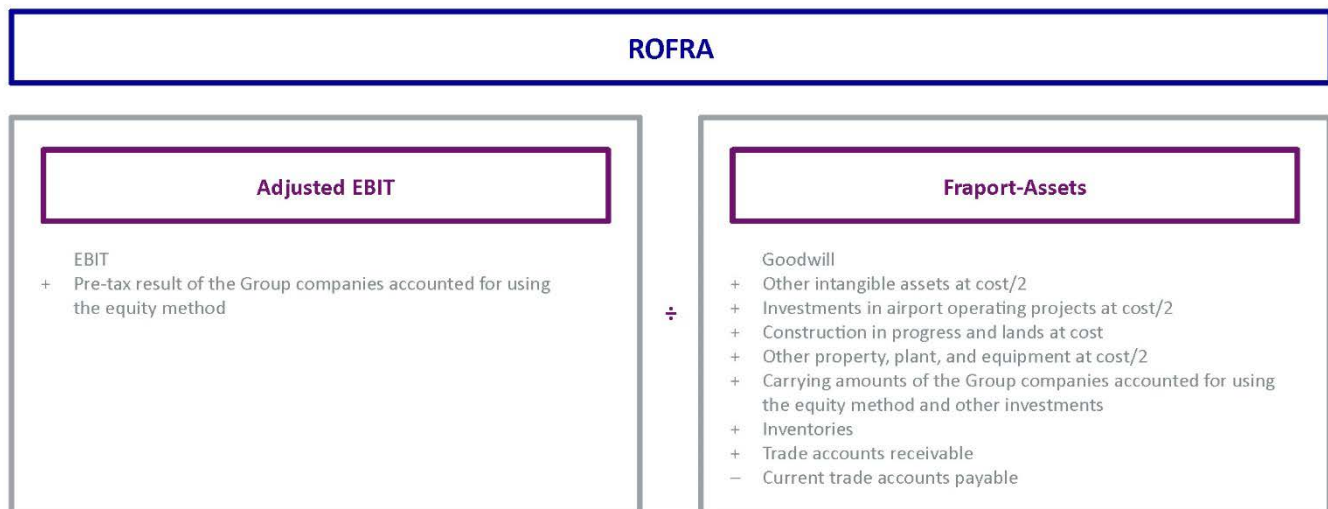 ROFRA
Adjusted EBIT
EBIT
+ Pre-tax result of the Group companies accounted for using
the equity method
÷
Fraport-Assets
Goodwill
+ Other intangible assets at cost/2
+ Investments in airport operating projects at cost/2
+ Construction in progress and lands at cost
+ Other property, plant, and equipment at cost/2
+ Carrying amounts of the Group companies accounted for using
the equity method and other investments
+ Inventories
+ Trade accounts receivable
– Current trade accounts payable